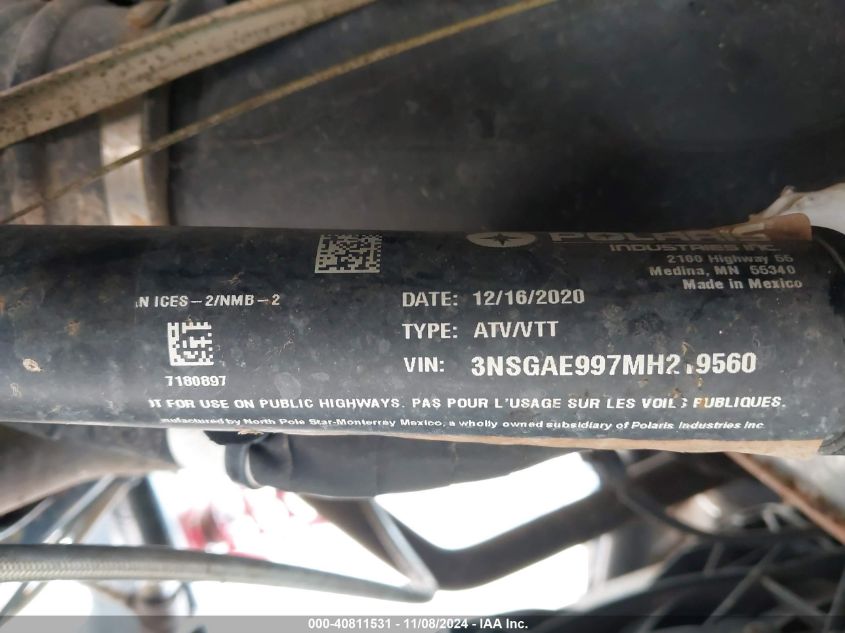 POLARIS
INDUSTRIES INC.
2100 Highway 55
Medina, MN 55340
Made in Mexico
ICES-2/NMB-2
DATE: 12/16/2020
TYPE: ATV/VTT
VIN: 3NSGAE997MH219560
7180897
FOR USE ON PUBLIC HIGHWAYS. PAS POUR L'USAGE SUR LES VOIES PUBLIQUES.
by North Pole Star-Monterray Mexico, a wholly owned subsidiary of Polaris Industries Inc
000-40811531 - 11/08/2024 - IAA Inc.